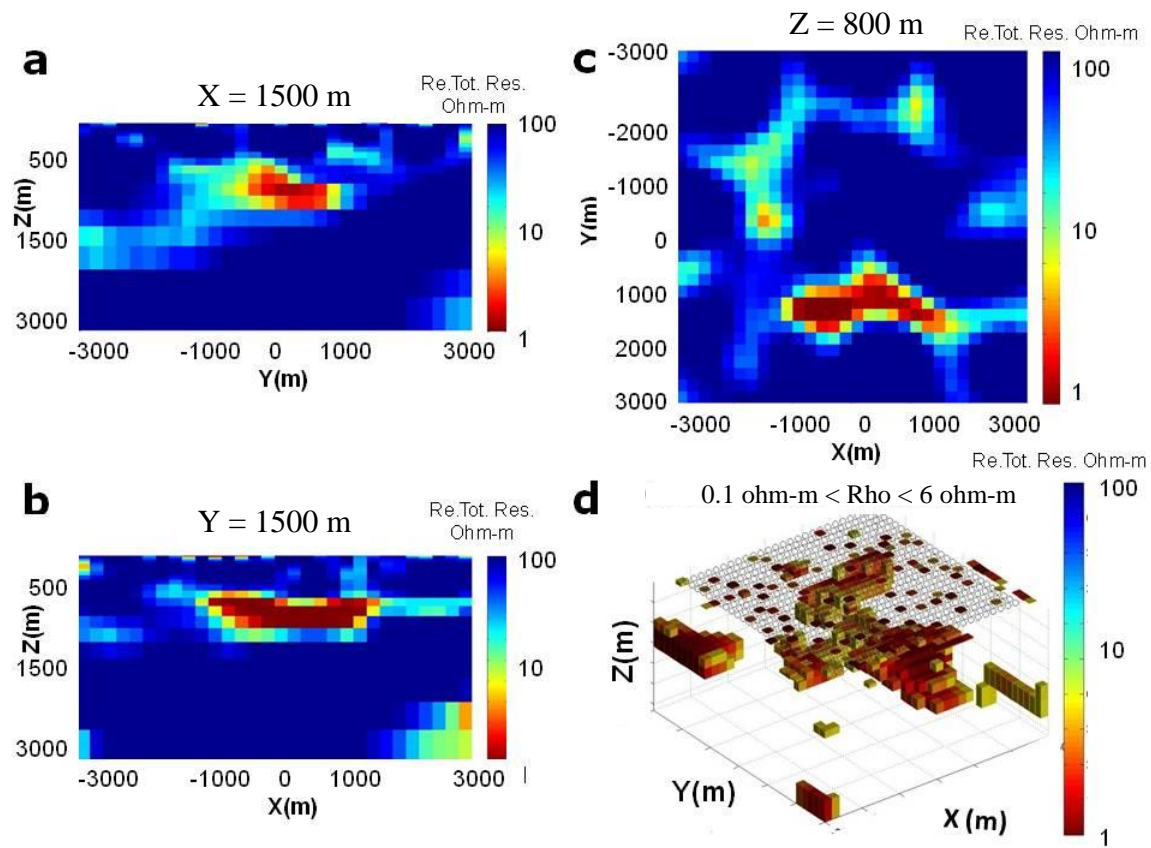 a
X = 1500 m
Re.Tot. Res.
Ohm-m
100
10
1
500
1500
3000
Z(m)
-3000
-1000
0
1000
3000
Y(m)
c
Z = 800 m
Re.Tot. Res. Ohm-m
100
10
1
-3000
-2000
-1000
0
1000
2000
3000
Y(m)
-3000
-1000
0
1000
3000
X(m)
b
Y = 1500 m
Re.Tot. Res.
Ohm-m
100
10
500
1500
3000
Z(m)
-3000
-1000
0
1000
3000
X(m)
d
0.1 ohm-m < Rho < 6 ohm-m
Re.Tot. Res. Ohm-m
100
10
1
Z(m)
Y(m)
X (m)